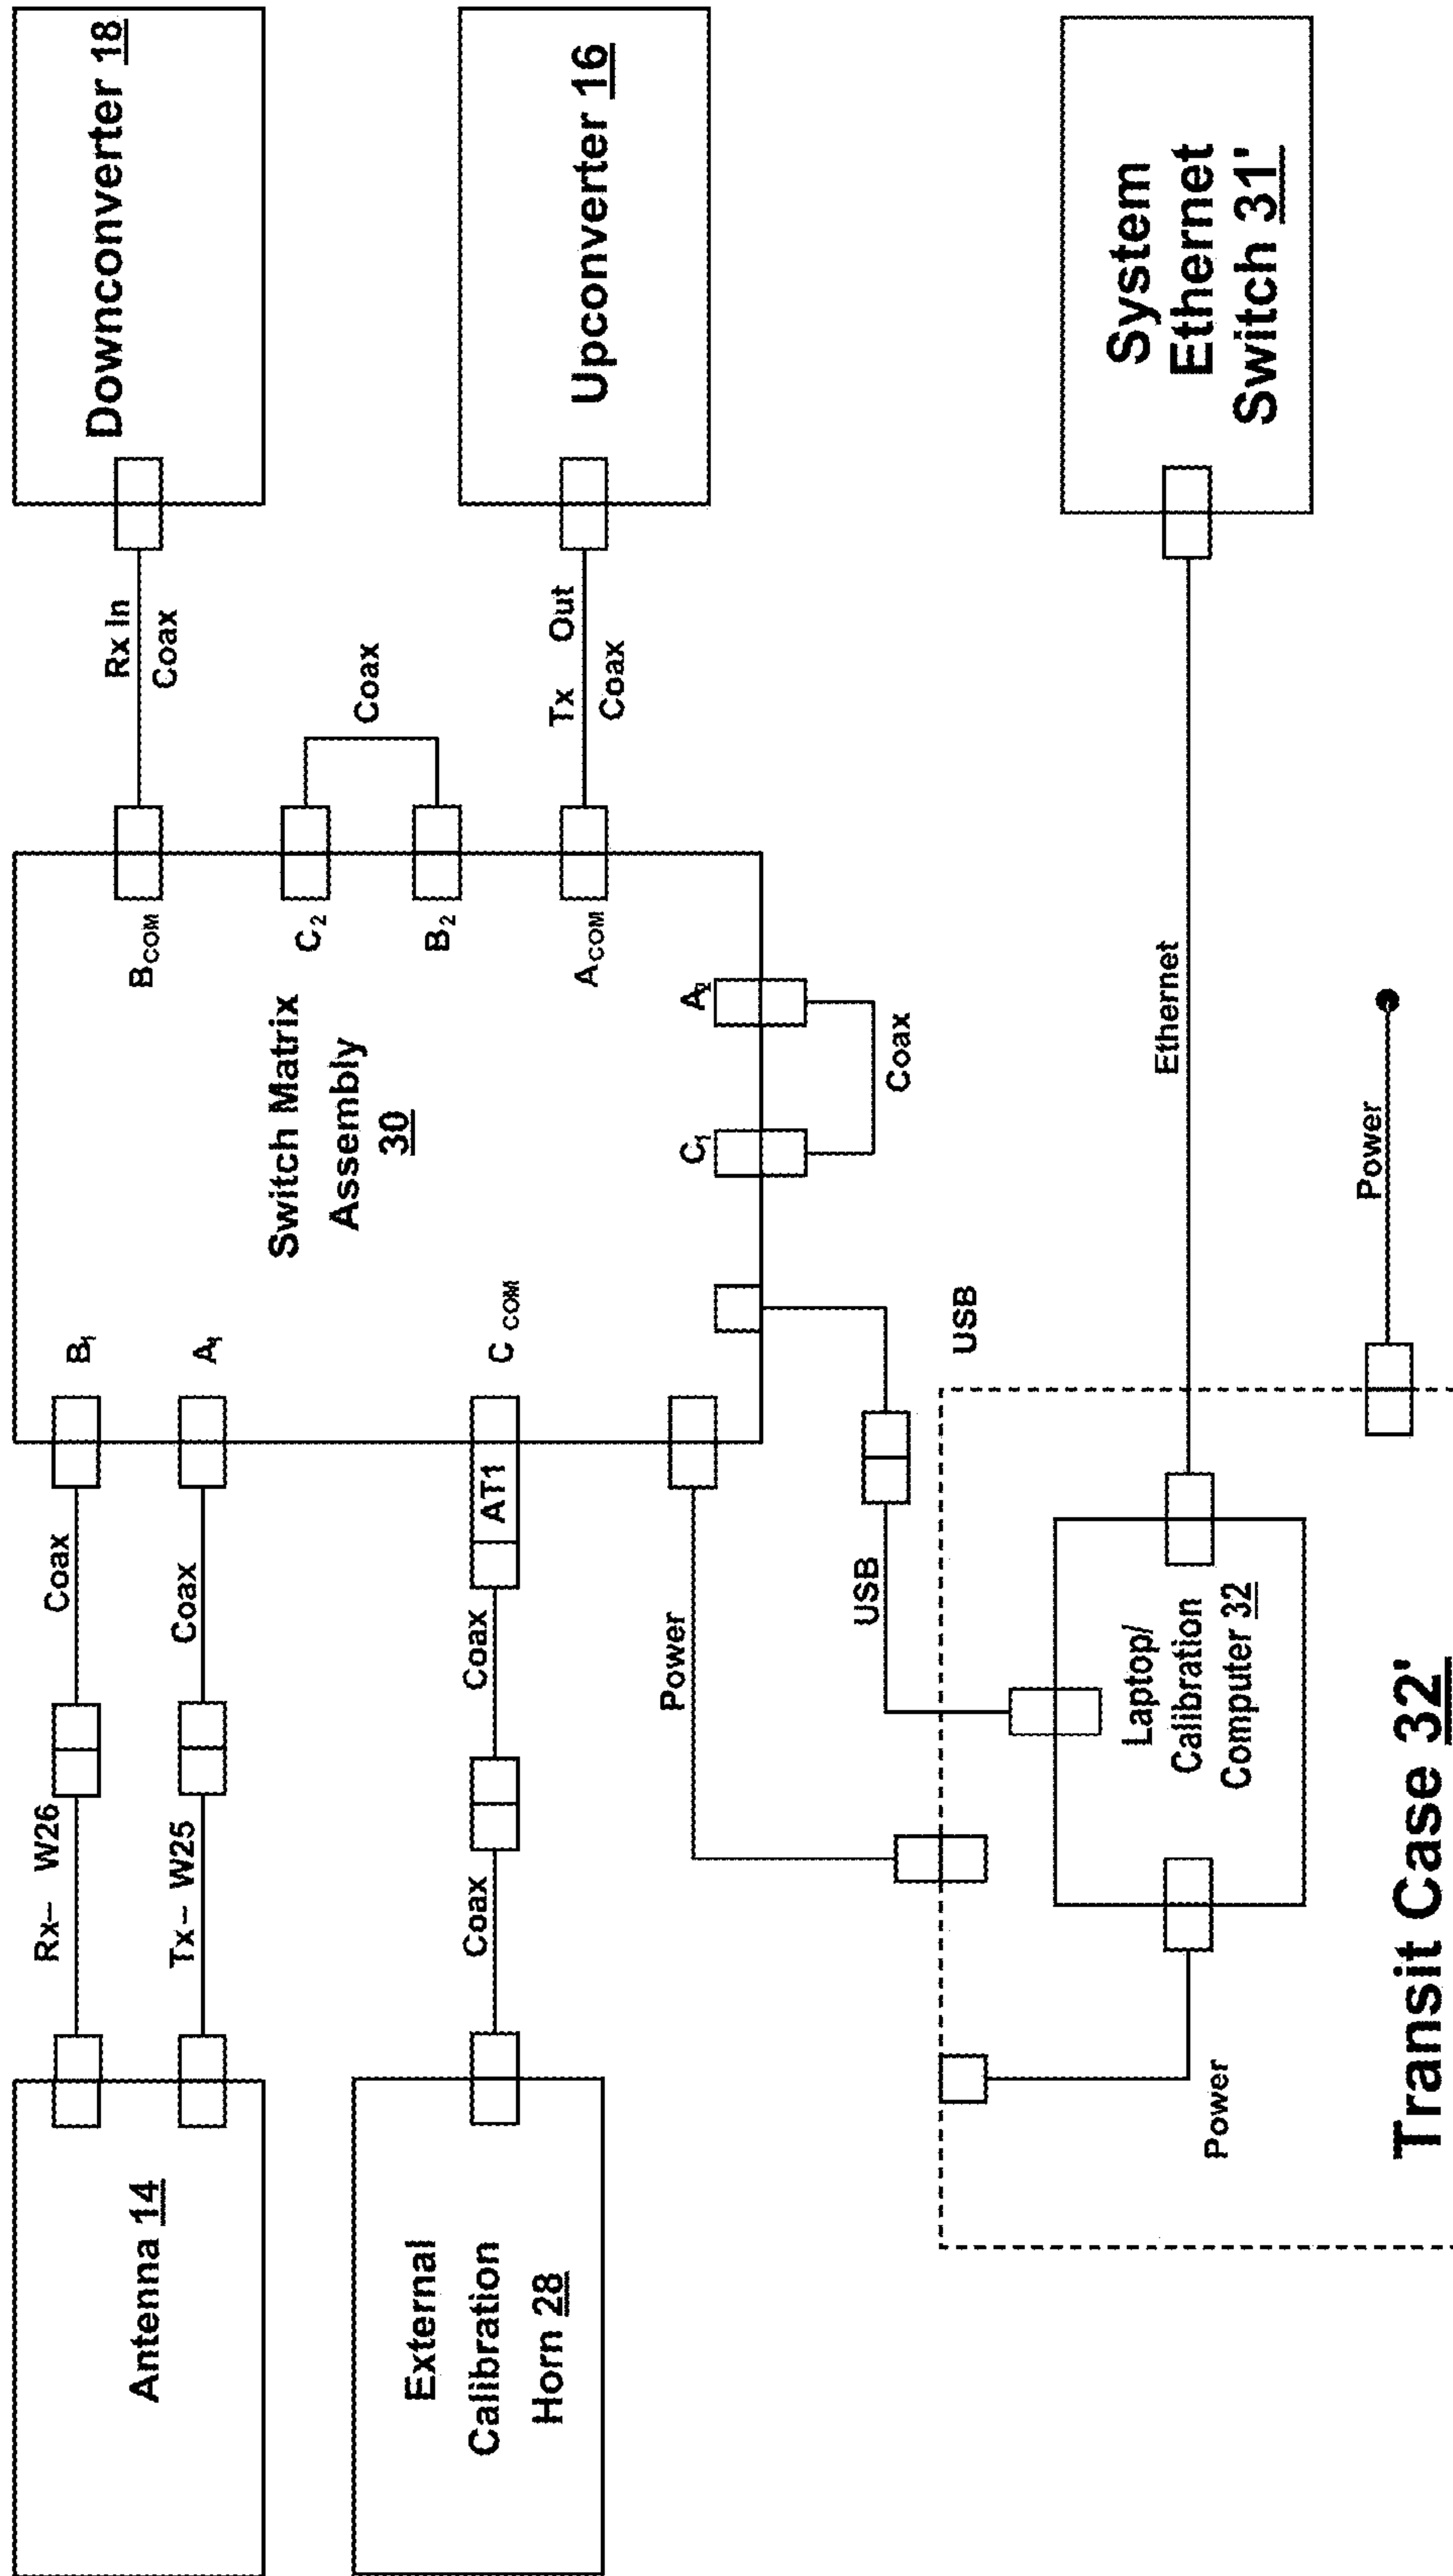 Antenna 14
Rx– W26
Coax
B1
Tx– W25
Coax
A1
External
Calibration
Horn 28
Coax
Coax
AT1
C COM
Switch Matrix
Assembly
30
BCOM
Rx In
Coax
Downconverter 18
C2
B2
Coax
ACOM
Tx Out
Coax
Upconverter 16
C1
A2
Coax
Power
USB
USB
Power
Laptop/
Calibration
Computer 32
Ethernet
System
Ethernet
Switch 31'
Power
Transit Case 32'